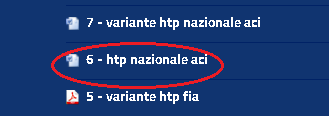 7 - variante htp nazionale aci
6 - htp nazionale aci
5 - variante htp fia